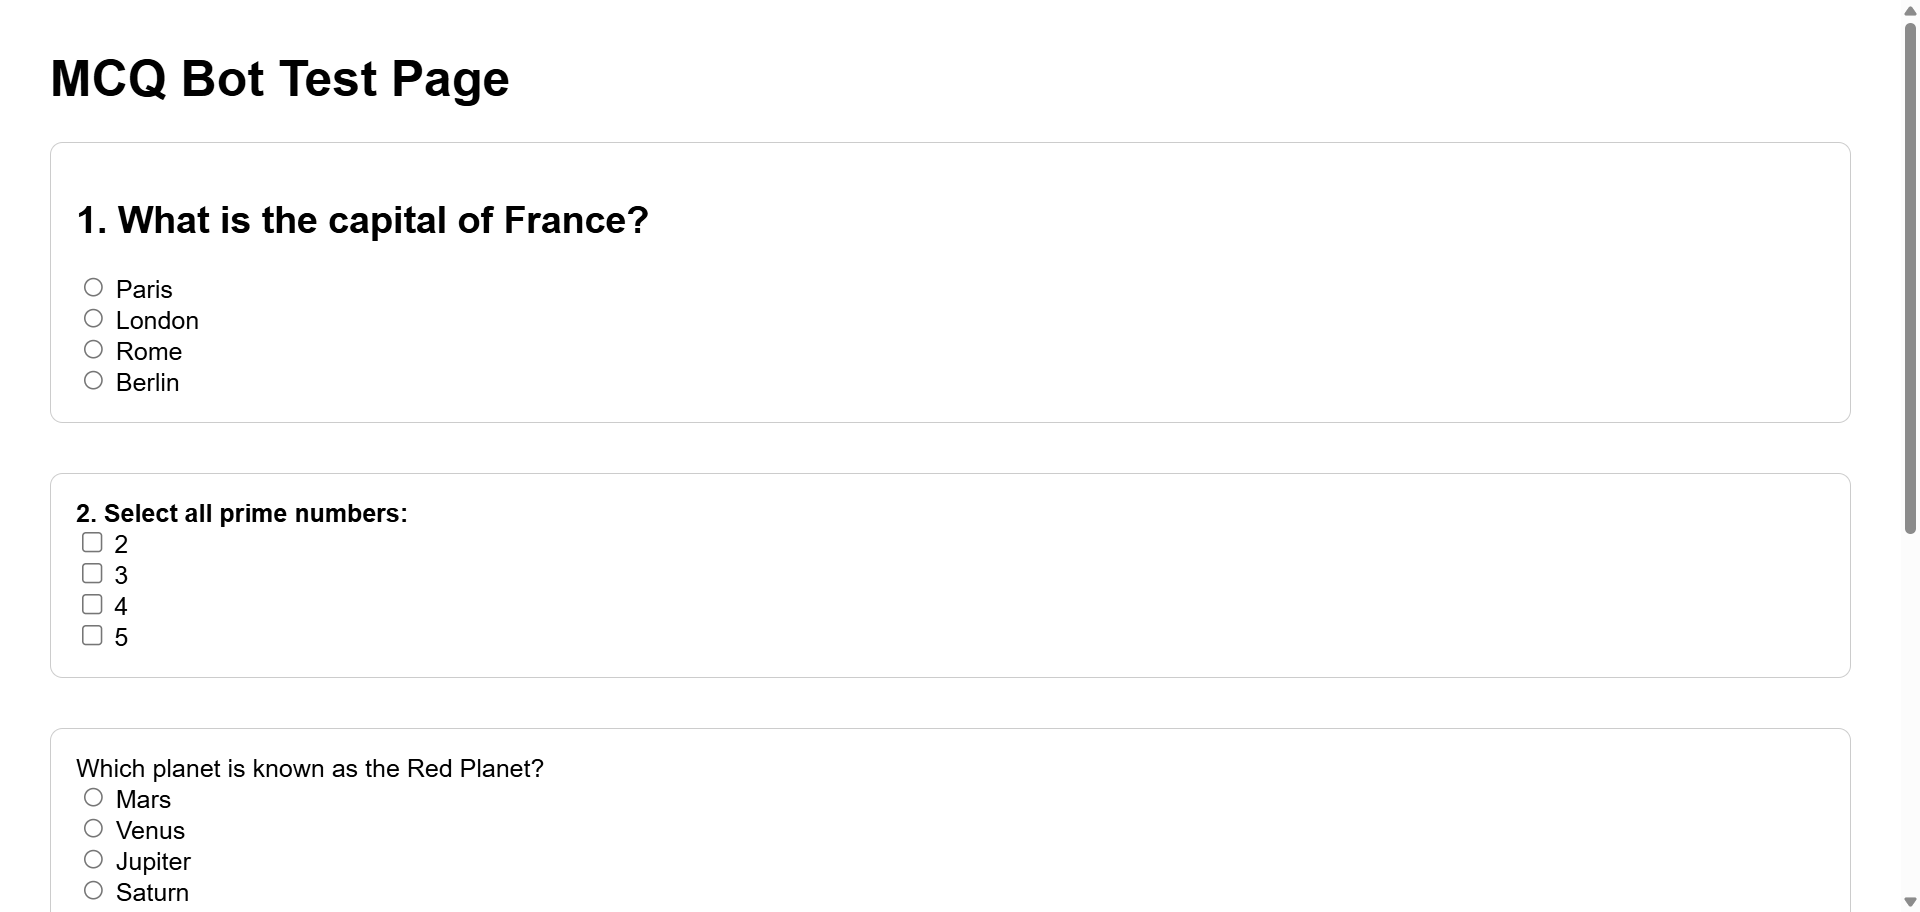 MCQ Bot Test Page
1. What is the capital of France?
Paris
London
Rome
Berlin
2. Select all prime numbers:
2
3
4
5
Which planet is known as the Red Planet?
Mars
Venus
Jupiter
Saturn